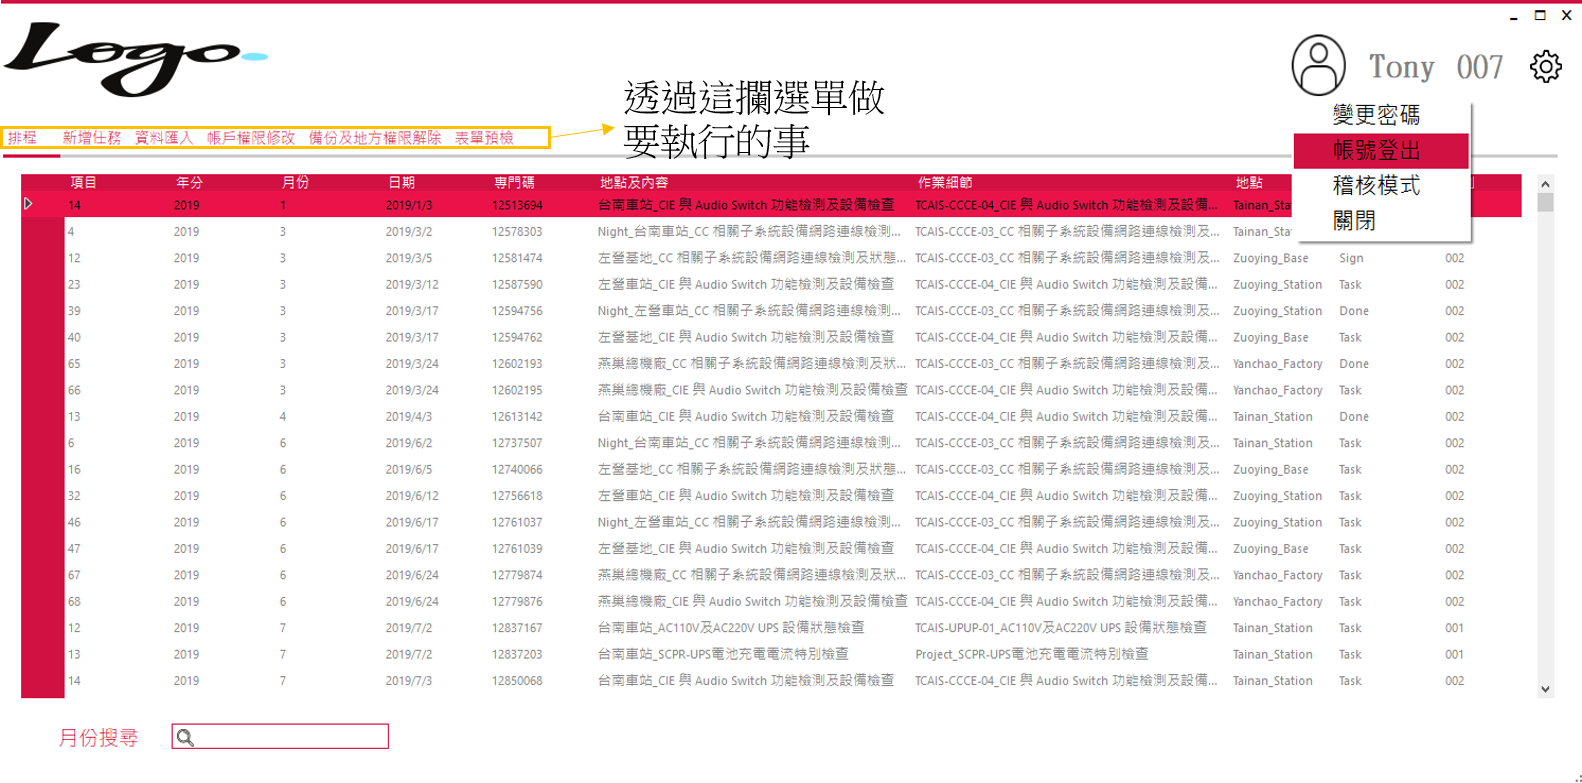 Logo
Tony 007
透過這攔選單做
要執行的事
變更密碼
帳號登出
稽核模式
關閉
排程 新增任務 資料匯入 帳戶權限修改 備份及地方權限解除 表單預檢
項目 年分 月份 日期 專門碼 地點及內容 作業細節 地點
14 2019 1 2019/1/3 12513694 台南車站_CIE 與 Audio Switch 功能檢測及設備檢查 TCAIS-CCCE-04_CIE 與 Audio Switch 功能檢測及設備... Tainan_Sta
4 2019 3 2019/3/2 12578303 Night_台南車站_CC 相關子系統設備網路連線檢測... TCAIS-CCCE-03_CC 相關子系統設備網路連線檢測及... Tainan_Sta
12 2019 3 2019/3/5 12581474 左營基地_CC 相關子系統設備網路連線檢測及狀態... TCAIS-CCCE-03_CC 相關子系統設備網路連線檢測及... Zuoying_Base Sign 002
23 2019 3 2019/3/12 12587590 左營車站_CIE 與 Audio Switch 功能檢測及設備檢查 TCAIS-CCCE-04_CIE 與 Audio Switch 功能檢測及設備... Zuoying_Station Task 002
39 2019 3 2019/3/17 12594756 Night_左營車站_CC 相關子系統設備網路連線檢測... TCAIS-CCCE-03_CC 相關子系統設備網路連線檢測及... Zuoying_Station Done 002
40 2019 3 2019/3/17 12594762 左營基地_CIE 與 Audio Switch 功能檢測及設備檢查 TCAIS-CCCE-04_CIE 與 Audio Switch 功能檢測及設備... Zuoying_Base Task 002
65 2019 3 2019/3/24 12602193 燕巢總機廠_CC 相關子系統設備網路連線檢測及狀... TCAIS-CCCE-03_CC 相關子系統設備網路連線檢測及... Yanchao_Factory Done 002
66 2019 3 2019/3/24 12602195 燕巢總機廠_CIE 與 Audio Switch 功能檢測及設備檢查 TCAIS-CCCE-04_CIE 與 Audio Switch 功能檢測及設備... Yanchao_Factory Task 002
13 2019 4 2019/4/3 12613142 台南車站_CIE 與 Audio Switch 功能檢測及設備檢查 TCAIS-CCCE-04_CIE 與 Audio Switch 功能檢測及設備... Tainan_Station Done 002
6 2019 6 2019/6/2 12737507 Night_台南車站_CC 相關子系統設備網路連線檢測... TCAIS-CCCE-03_CC 相關子系統設備網路連線檢測及... Tainan_Station Task 002
16 2019 6 2019/6/5 12740066 左營基地_CC 相關子系統設備網路連線檢測及狀態... TCAIS-CCCE-03_CC 相關子系統設備網路連線檢測及... Zuoying_Base Task 002
32 2019 6 2019/6/12 12756618 左營車站_CIE 與 Audio Switch 功能檢測及設備檢查 TCAIS-CCCE-04_CIE 與 Audio Switch 功能檢測及設備... Zuoying_Station Task 002
46 2019 6 2019/6/17 12761037 Night_左營車站_CC 相關子系統設備網路連線檢測... TCAIS-CCCE-03_CC 相關子系統設備網路連線檢測及... Zuoying_Station Task 002
47 2019 6 2019/6/17 12761039 左營基地_CIE 與 Audio Switch 功能檢測及設備檢查 TCAIS-CCCE-04_CIE 與 Audio Switch 功能檢測及設備... Zuoying_Base Task 002
67 2019 6 2019/6/24 12779874 燕巢總機廠_CC 相關子系統設備網路連線檢測及狀... TCAIS-CCCE-03_CC 相關子系統設備網路連線檢測及... Yanchao_Factory Task 002
68 2019 6 2019/6/24 12779876 燕巢總機廠_CIE 與 Audio Switch 功能檢測及設備檢查 TCAIS-CCCE-04_CIE 與 Audio Switch 功能檢測及設備... Yanchao_Factory Task 002
12 2019 7 2019/7/2 12837167 台南車站_AC110V及AC220V UPS 設備狀態檢查 TCAIS-UPUP-01_AC110V及AC220V UPS 設備狀態檢查 Tainan_Station Task 001
13 2019 7 2019/7/2 12837203 台南車站_SCPR-UPS電池充電電流特別檢查 Project_SCPR-UPS電池充電電流特別檢查 Tainan_Station Task 001
14 2019 7 2019/7/3 12850068 台南車站_CIE 與 Audio Switch 功能檢測及設備檢查 TCAIS-CCCE-04_CIE 與 Audio Switch 功能檢測及設備... Tainan_Station Task 002
月份搜尋